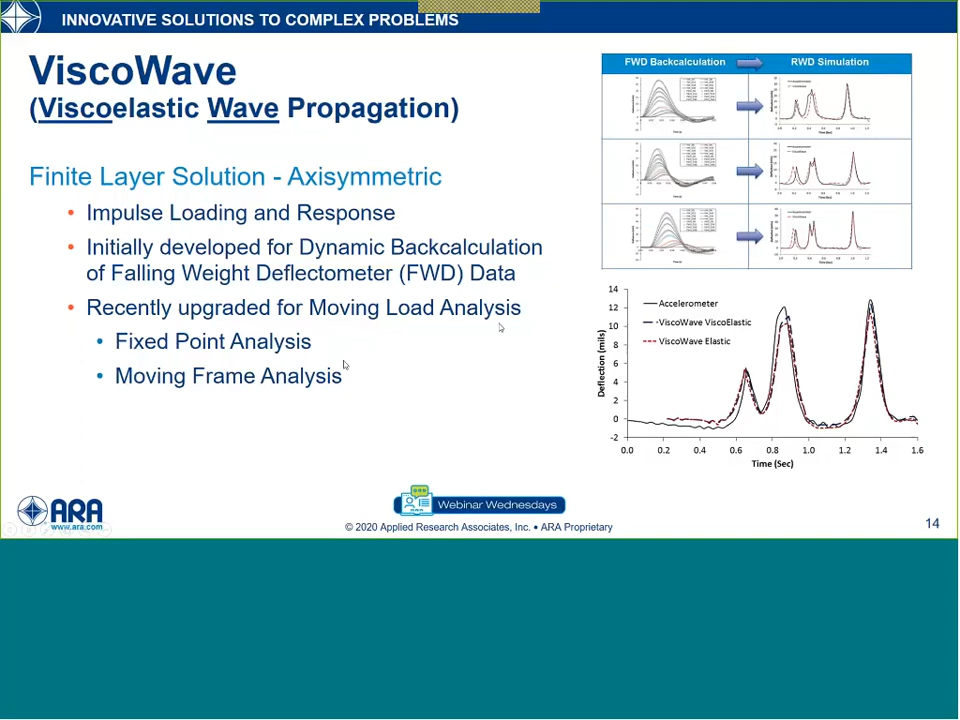 INNOVATIVE SOLUTIONS TO COMPLEX PROBLEMS
ViscoWave
(Viscoelastic Wave Propagation)
Finite Layer Solution - Axisymmetric
• Impulse Loading and Response
• Initially developed for Dynamic Backcalculation
of Falling Weight Deflectometer (FWD) Data
• Recently upgraded for Moving Load Analysis
• Fixed Point Analysis
• Moving Frame Analysis
FWD Backcalculation
RWD Simulation
Accelerometer
ViscoWave ViscoElastic
ViscoWave Elastic
Deflection (mils)
14
12
10
8
6
4
2
0
-2
0.0 0.2 0.4 0.6 0.8 1.0 1.2 1.4 1.6
Time (Sec)
ARA
www.ara.com
Webinar Wednesdays
© 2020 Applied Research Associates, Inc. • ARA Proprietary
14